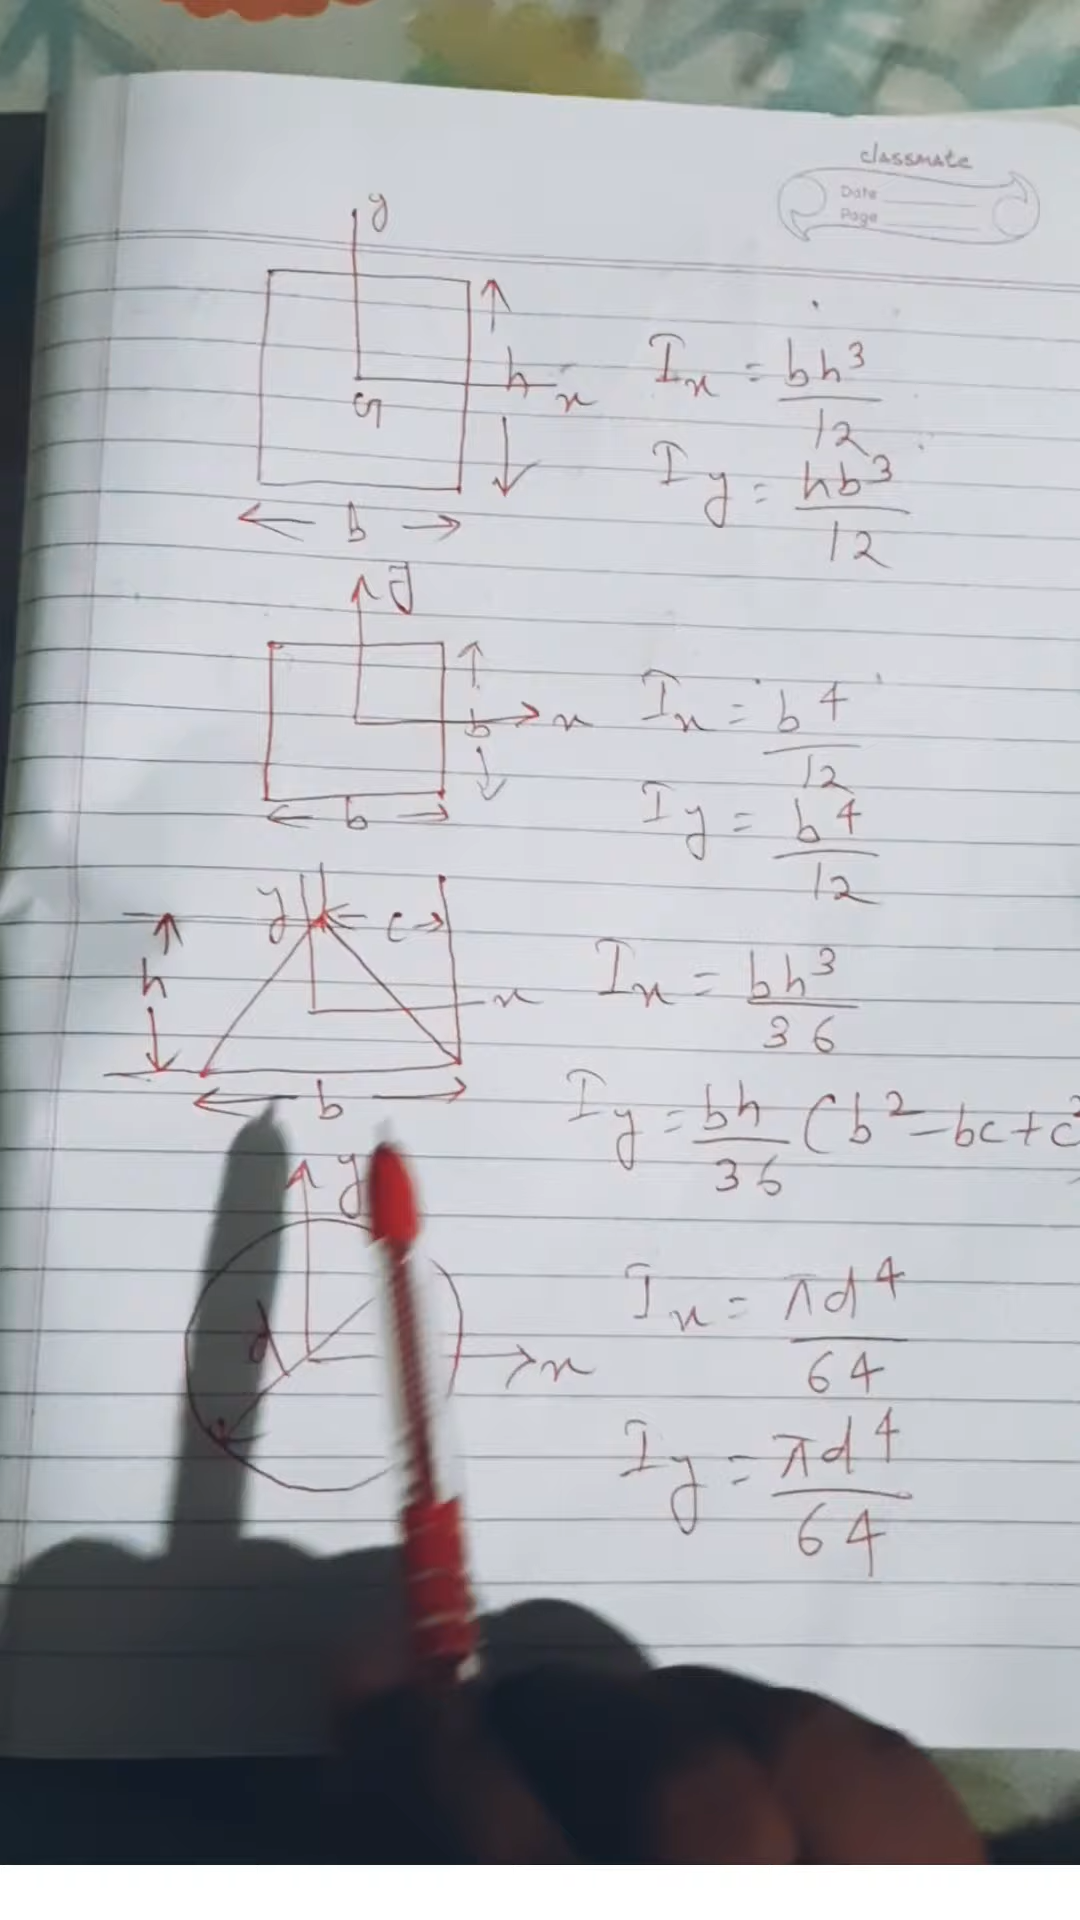 classmate
Date
Page
y
h
x
G
b
Ix = bh³/12
Iy = hb³/12
y
b
x
b
Ix = b⁴/12
Iy = b⁴/12
y
c
h
x
b
Ix = bh³/36
Iy = bh/36 (b²-bc+c²
y
d
x
Ix = πd⁴/64
Iy = πd⁴/64